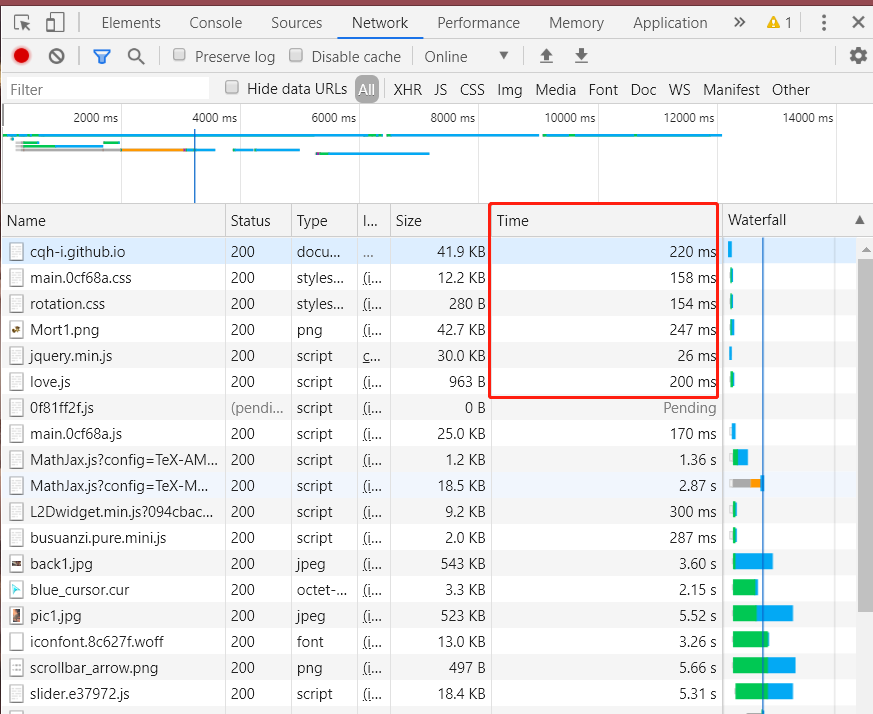 Elements Console Sources Network Performance Memory Application » 1
Preserve log Disable cache Online
Filter Hide data URLs All XHR JS CSS Img Media Font Doc WS Manifest Other
2000 ms 4000 ms 6000 ms 8000 ms 10000 ms 12000 ms 14000 ms
Name Status Type I... Size Time Waterfall
cqh-i.github.io 200 docu... ... 41.9 KB 220 ms
main.0cf68a.css 200 styles... (i... 12.2 KB 158 ms
rotation.css 200 styles... (i... 280 B 154 ms
Mort1.png 200 png (i... 42.7 KB 247 ms
jquery.min.js 200 script c... 30.0 KB 26 ms
love.js 200 script (i... 963 B 200 ms
0f81ff2f.js (pendi... script (i... 0 B Pending
main.0cf68a.js 200 script (i... 25.0 KB 170 ms
MathJax.js?config=TeX-AM... 200 script (i... 1.2 KB 1.36 s
MathJax.js?config=TeX-M... 200 script (i... 18.5 KB 2.87 s
L2Dwidget.min.js?094cbac... 200 script (i... 9.2 KB 300 ms
busuanzi.pure.mini.js 200 script (i... 2.0 KB 287 ms
back1.jpg 200 jpeg (i... 543 KB 3.60 s
blue_cursor.cur 200 octet-... (i... 3.3 KB 2.15 s
pic1.jpg 200 jpeg (i... 523 KB 5.52 s
iconfont.8c627f.woff 200 font (i... 13.0 KB 3.26 s
scrollbar_arrow.png 200 png (i... 497 B 5.66 s
slider.e37972.js 200 script (i... 18.4 KB 5.31 s